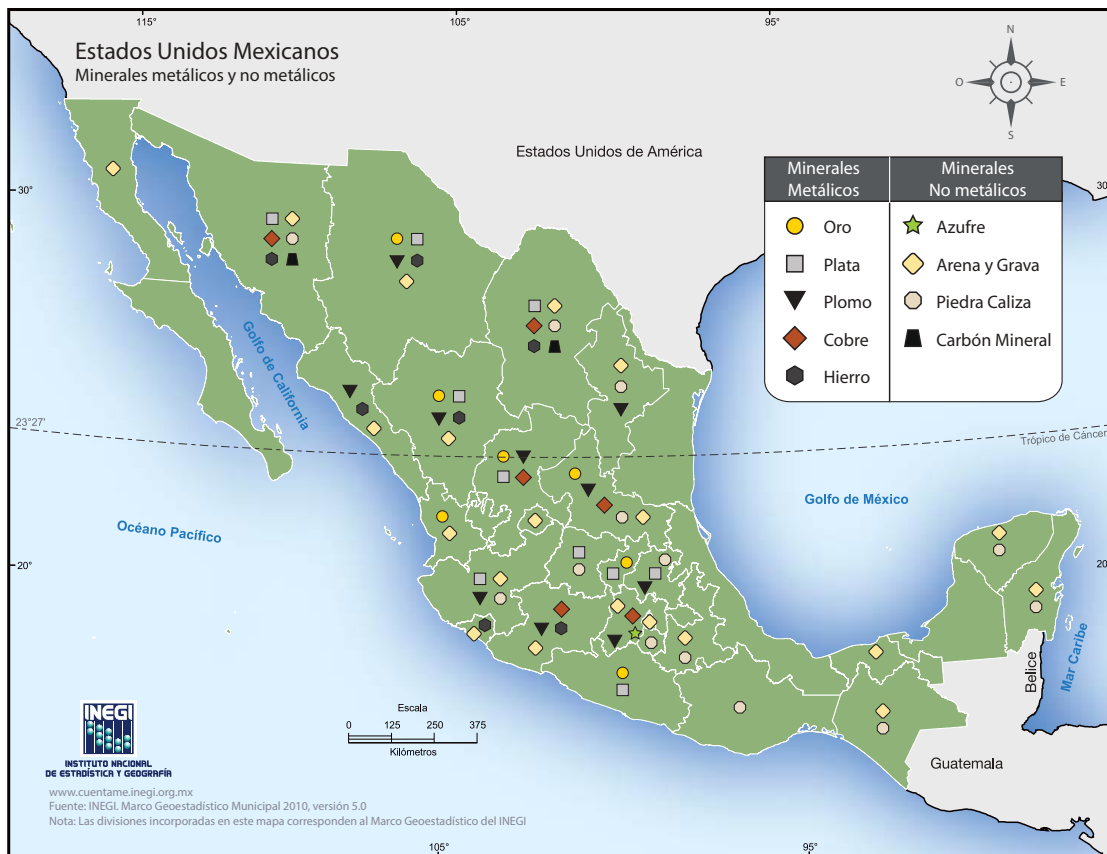 115°
105°
95°
Estados Unidos Mexicanos
Minerales metálicos y no metálicos
N
O
E
S
Estados Unidos de América
30°
30
Minerales
Metálicos
Minerales
No metálicos
Oro
Azufre
Plata
Arena y Grava
Plomo
Piedra Caliza
Cobre
Carbón Mineral
Hierro
Golfo de California
23°27'
Trópico de Cáncer
Golfo de México
Océano Pacífico
20°
20
Mar Caribe
Belice
Guatemala
Escala
0 125 250 375
Kilómetros
INEGI
INSTITUTO NACIONAL
DE ESTADÍSTICA Y GEOGRAFÍA
www.cuentame.inegi.org.mx
Fuente: INEGI. Marco Geoestadístico Municipal 2010, versión 5.0
Nota: Las divisiones incorporadas en este mapa corresponden al Marco Geoestadístico del INEGI
105°
95°